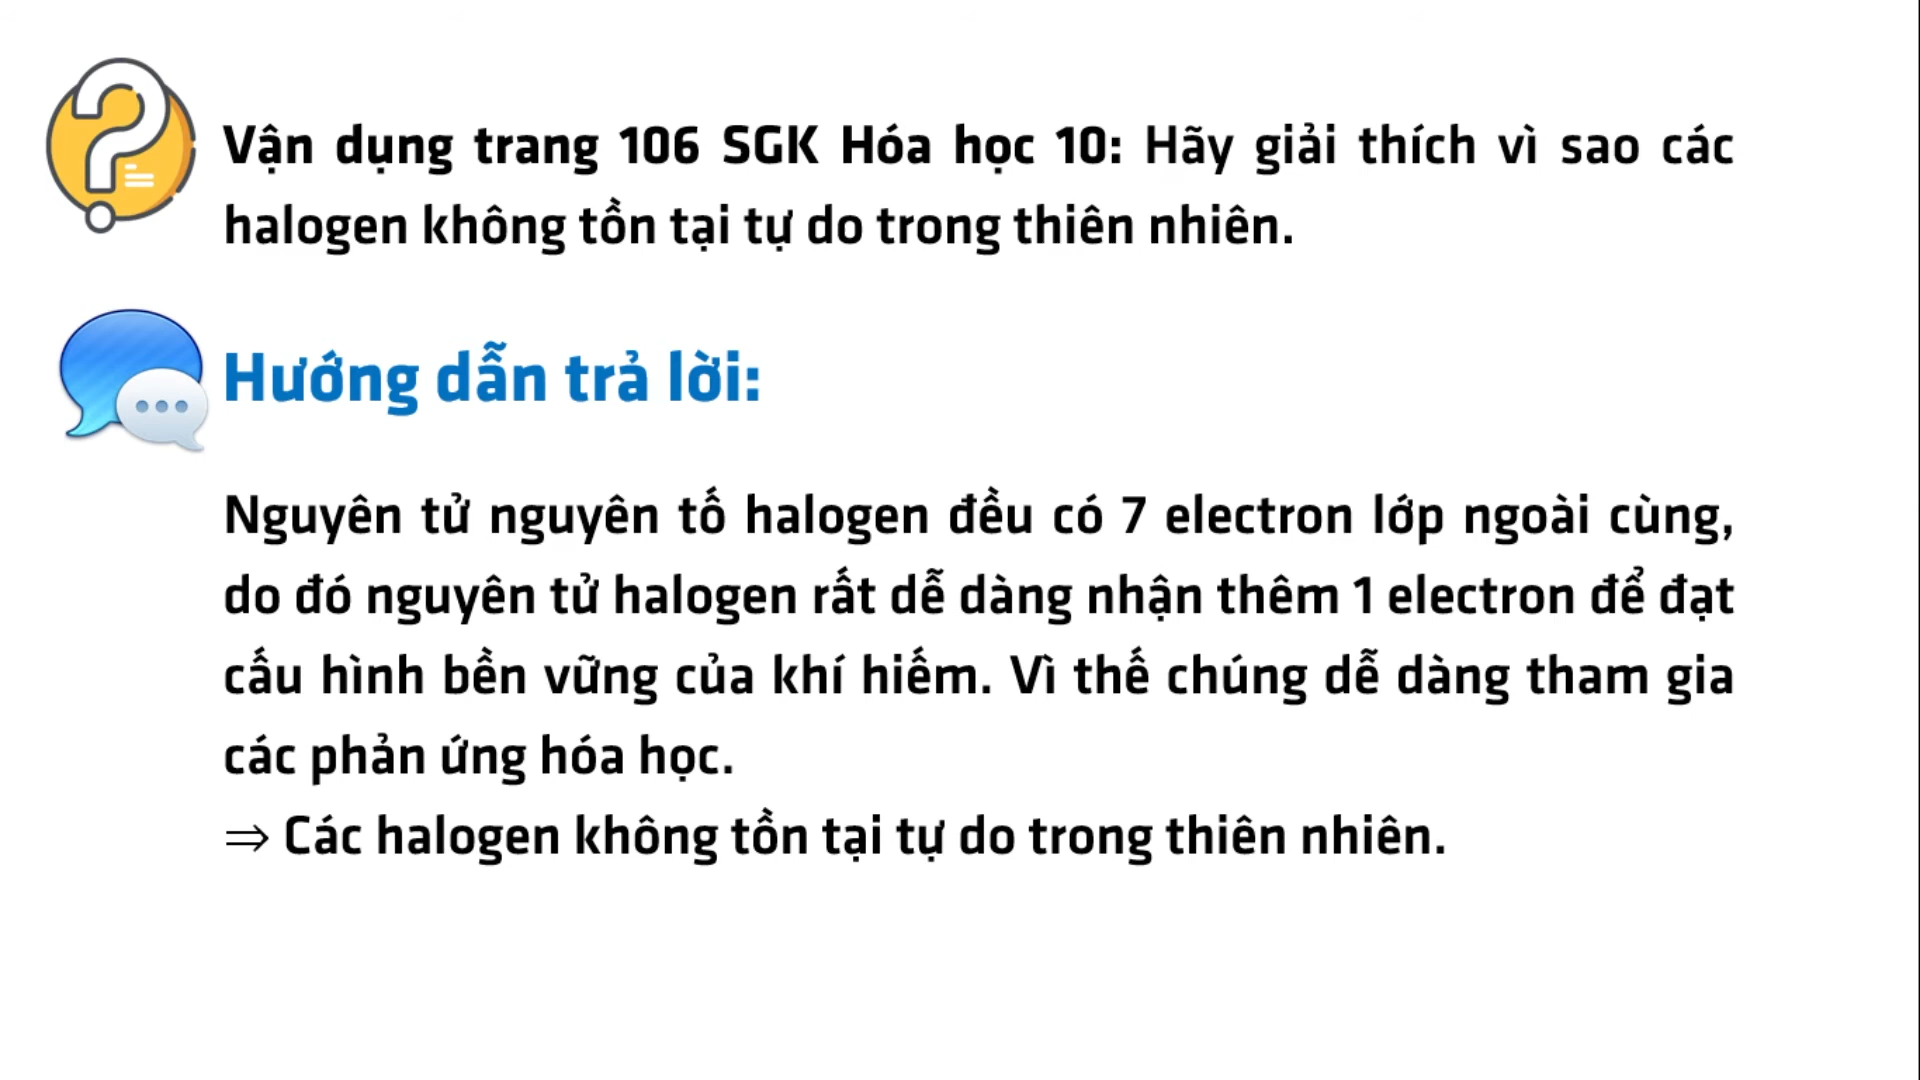 Vận dụng trang 106 SGK Hóa học 10: Hãy giải thích vì sao các
halogen không tồn tại tự do trong thiên nhiên.
Hướng dẫn trả lời:
Nguyên tử nguyên tố halogen đều có 7 electron lớp ngoài cùng,
do đó nguyên tử halogen rất dễ dàng nhận thêm 1 electron để đạt
cấu hình bền vững của khí hiếm. Vì thế chúng dễ dàng tham gia
các phản ứng hóa học.
⇒ Các halogen không tồn tại tự do trong thiên nhiên.